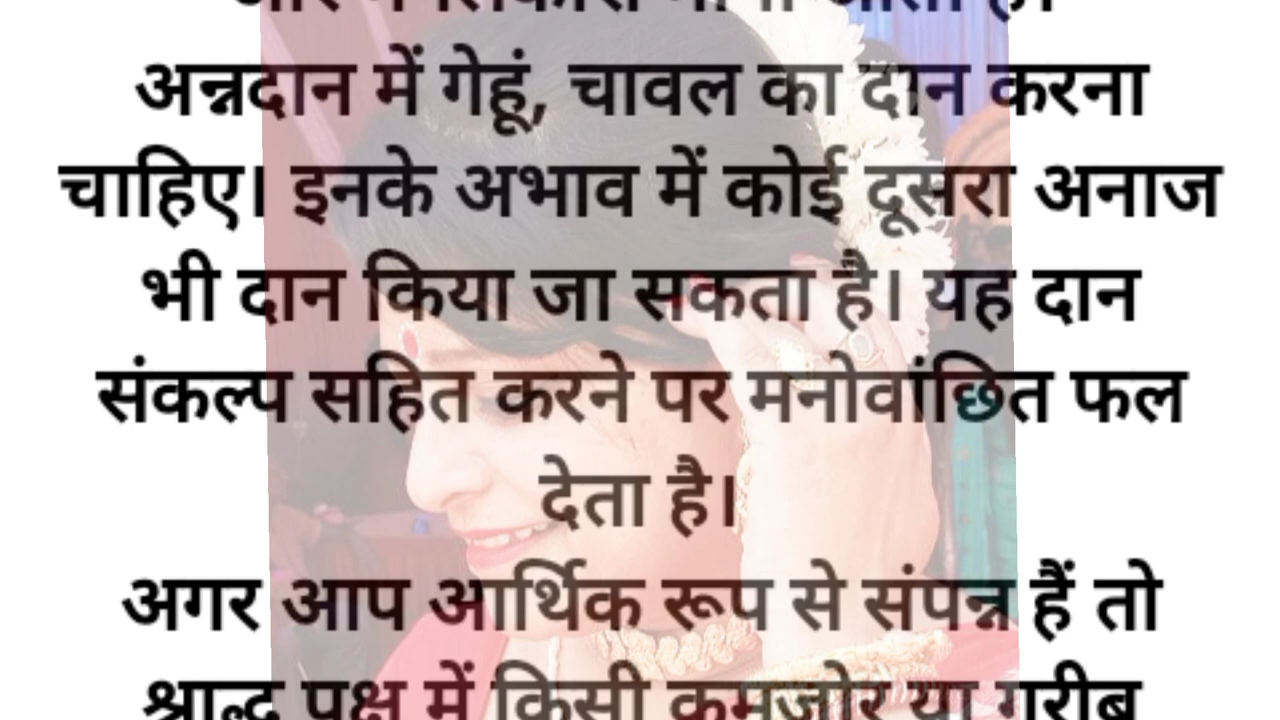 अन्नदान में गेहूं, चावल का दान करना
चाहिए। इनके अभाव में कोई दूसरा अनाज
भी दान किया जा सकता है। यह दान
संकल्प सहित करने पर मनोवांछित फल
देता है।
अगर आप आर्थिक रूप से संपन्न हैं तो
श्राद्ध पक्ष में किसी कमजोर या गरीब